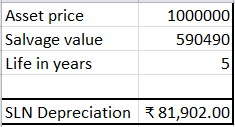 Asset price 1000000
Salvage value 590490
Life in years 5
SLN Depreciation ₹ 81,902.00